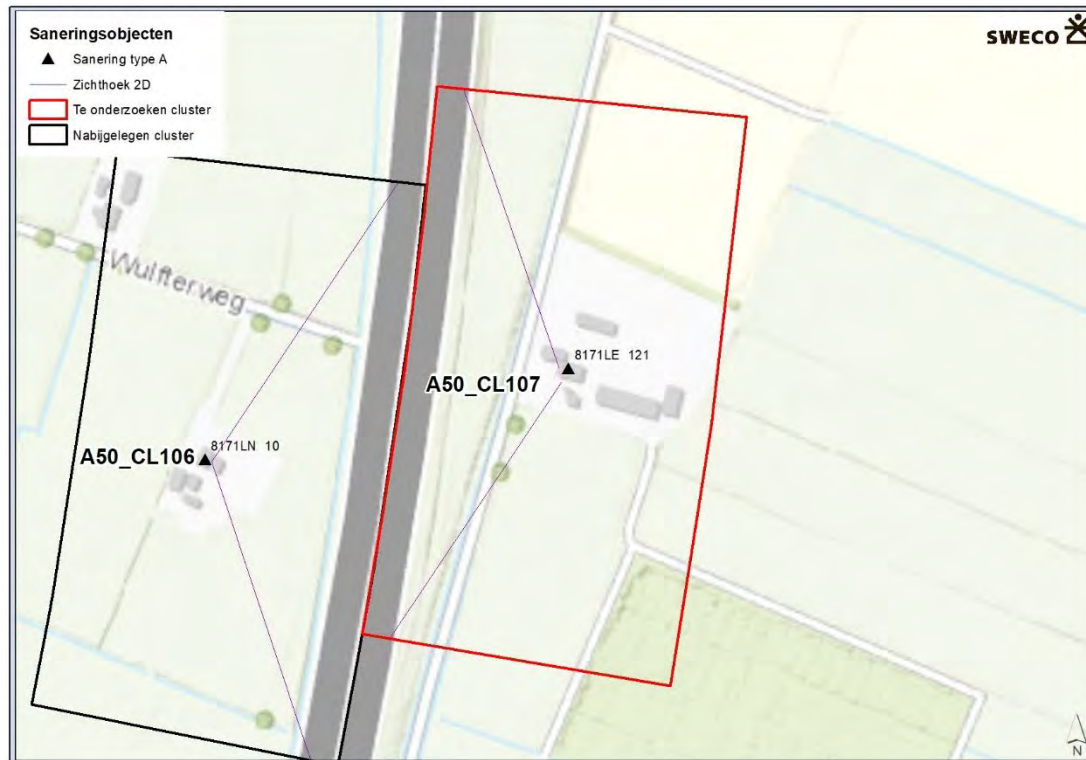 Saneringsobjecten
Sanering type A
Zichthoek 2D
Te onderzoeken cluster
Nabijgelegen cluster
SWECO
Wulfterweg
8171LE 121
A50_CL107
8171LN 10
A50_CL106
N